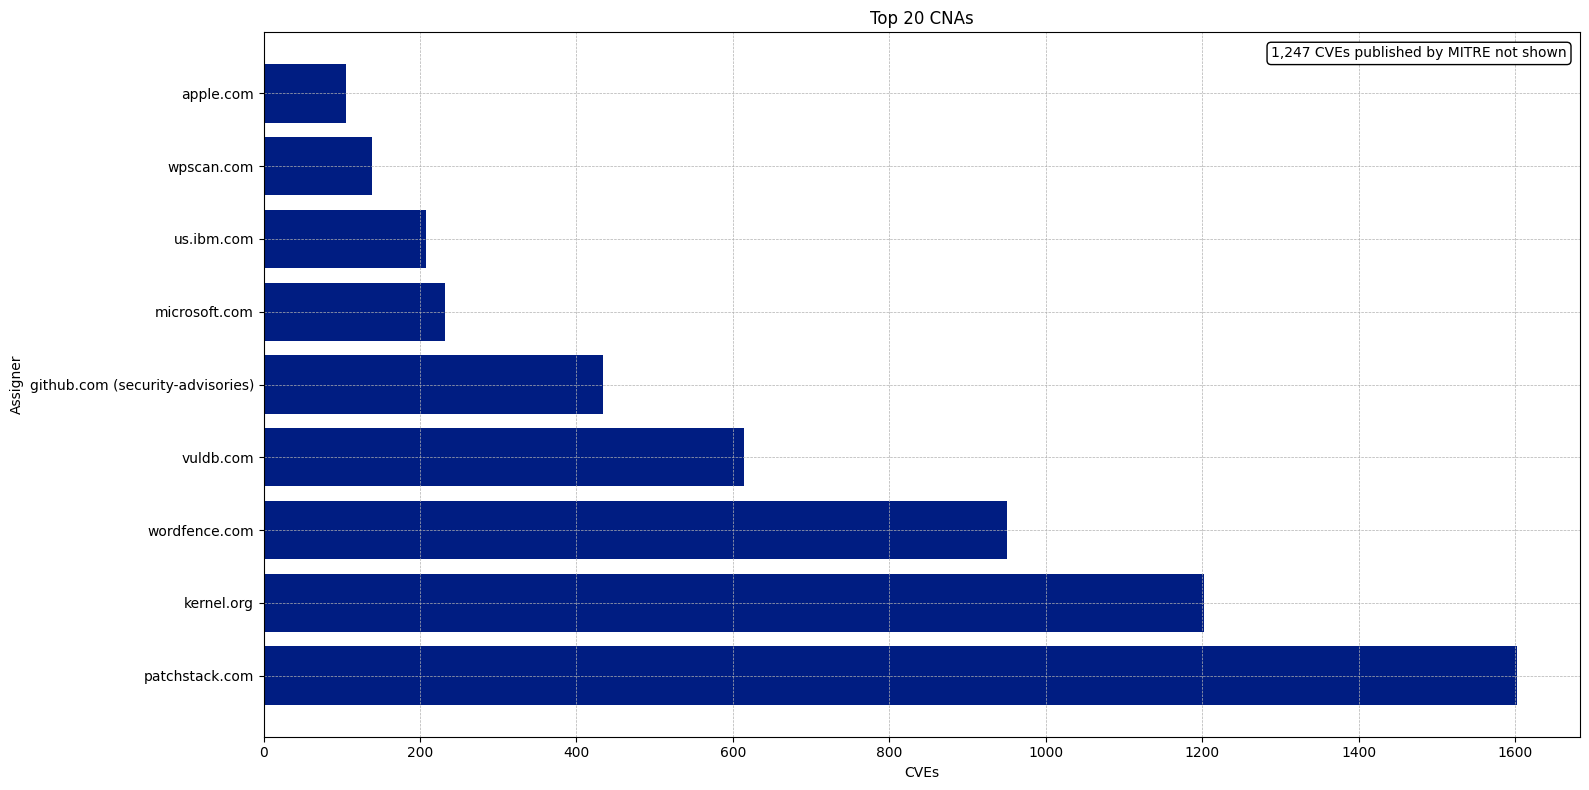 Top 20 CNAs
1,247 CVEs published by MITRE not shown
apple.com
wpscan.com
us.ibm.com
microsoft.com
github.com (security-advisories)
vuldb.com
wordfence.com
kernel.org
patchstack.com
Assigner
0 200 400 600 800 1000 1200 1400 1600
CVEs